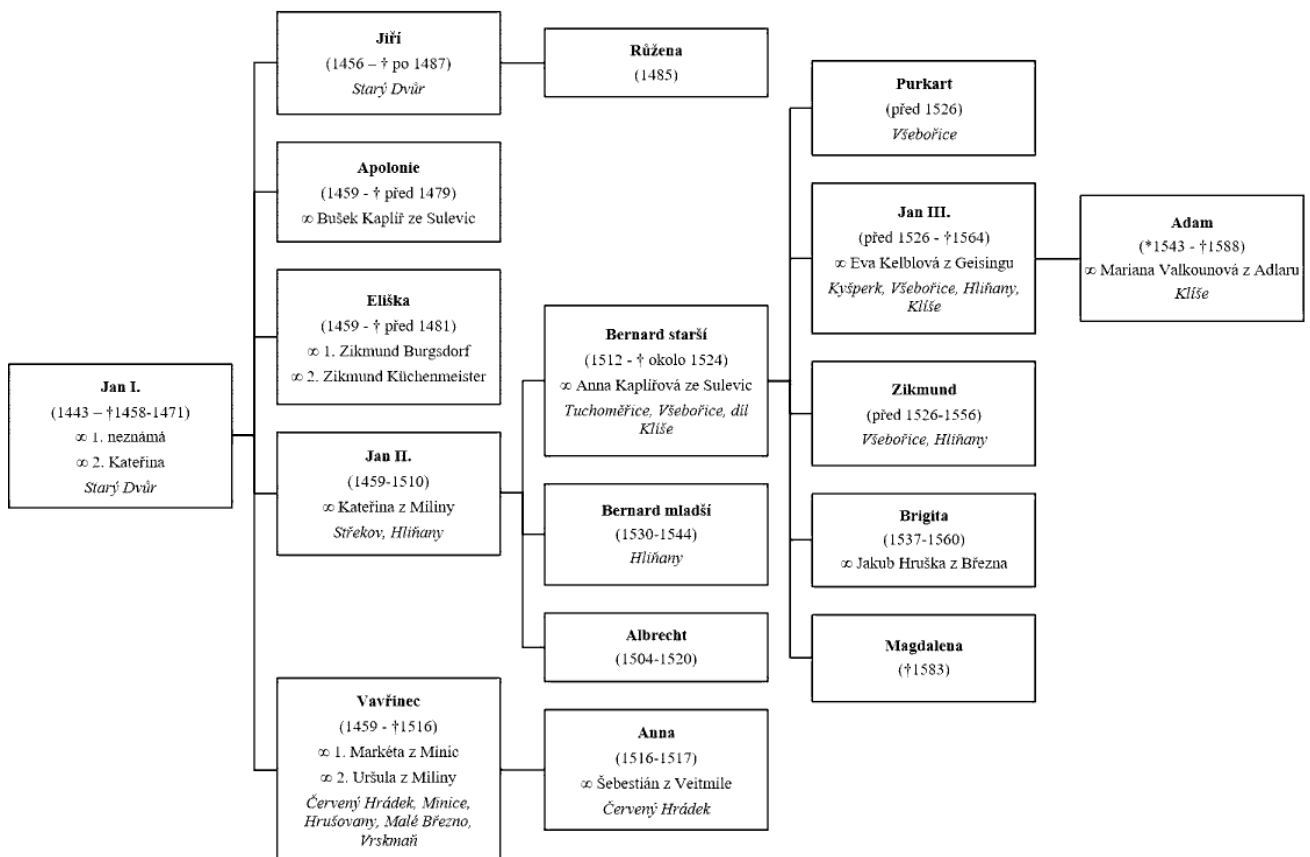 Jan I.
(1443 – †1458-1471)
∞ 1. neznámá
∞ 2. Kateřina
Starý Dvůr
Jiří
(1456 – † po 1487)
Starý Dvůr
Apolonie
(1459 - † před 1479)
∞ Bušek Kaplíř ze Sulevic
Eliška
(1459 - † před 1481)
∞ 1. Zikmund Burgsdorf
∞ 2. Zikmund Küchenmeister
Jan II.
(1459-1510)
∞ Kateřina z Miliny
Střekov, Hliňany
Vavřinec
(1459 - †1516)
∞ 1. Markéta z Minic
∞ 2. Uršula z Miliny
Červený Hrádek, Minice,
Hrušovany, Malé Březno,
Vrskmaň
Růžena
(1485)
Bernard starší
(1512 - † okolo 1524)
∞ Anna Kaplířová ze Sulevic
Tuchoměřice, Všebořice, díl
Klíše
Bernard mladší
(1530-1544)
Hliňany
Albrecht
(1504-1520)
Anna
(1516-1517)
∞ Šebestián z Veitmile
Červený Hrádek
Purkart
(před 1526)
Všebořice
Jan III.
(před 1526 - †1564)
∞ Eva Kelblová z Geisingu
Kyšperk, Všebořice, Hliňany,
Klíše
Zikmund
(před 1526-1556)
Všebořice, Hliňany
Brigita
(1537-1560)
∞ Jakub Hruška z Března
Magdalena
(†1583)
Adam
(*1543 - †1588)
∞ Mariana Valkounová z Adlaru
Klíše